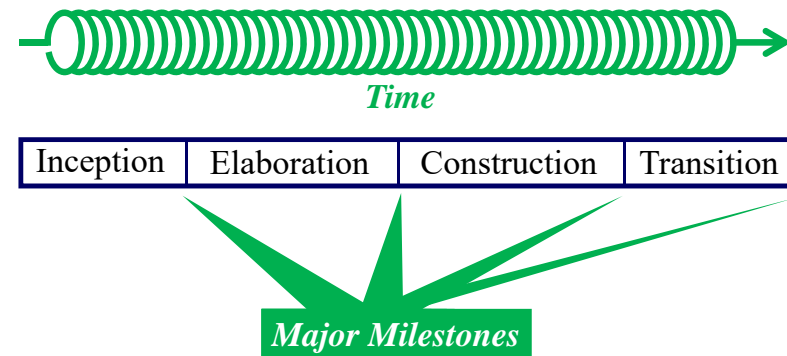 Time
Inception Elaboration Construction Transition
Major Milestones